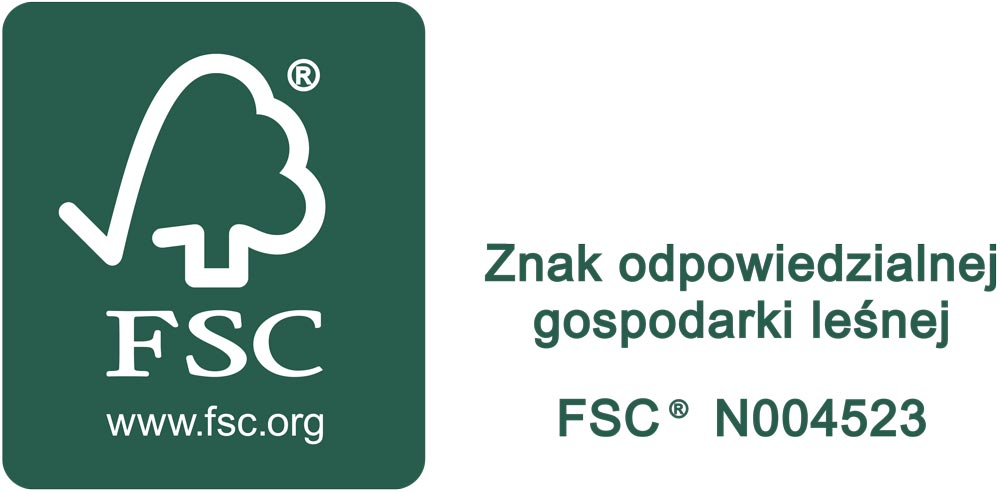 ®
FSC
www.fsc.org
Znak odpowiedzialnej
gospodarki leśnej
FSC® N004523